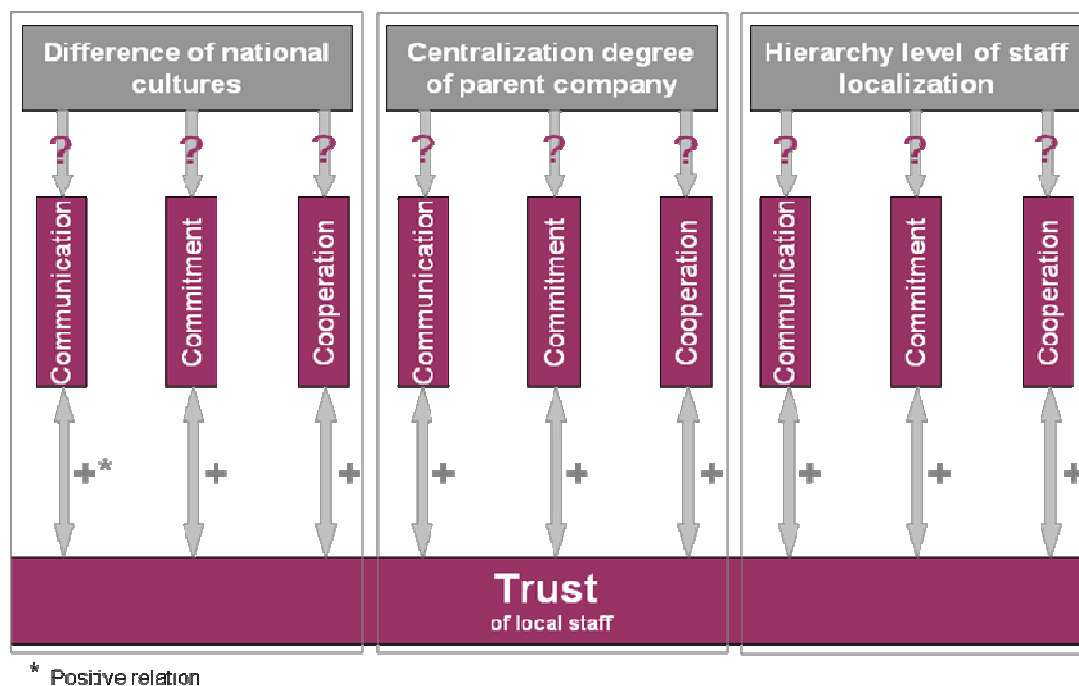 Difference of national
cultures
Centralization degree
of parent company
Hierarchy level of staff
localization
? ? ? ? ? ? ? ? ?
Communication
Commitment
Cooperation
Communication
Commitment
Cooperation
Communication
Commitment
Cooperation
+* + + + + + + + +
Trust
of local staff
* Positive relation